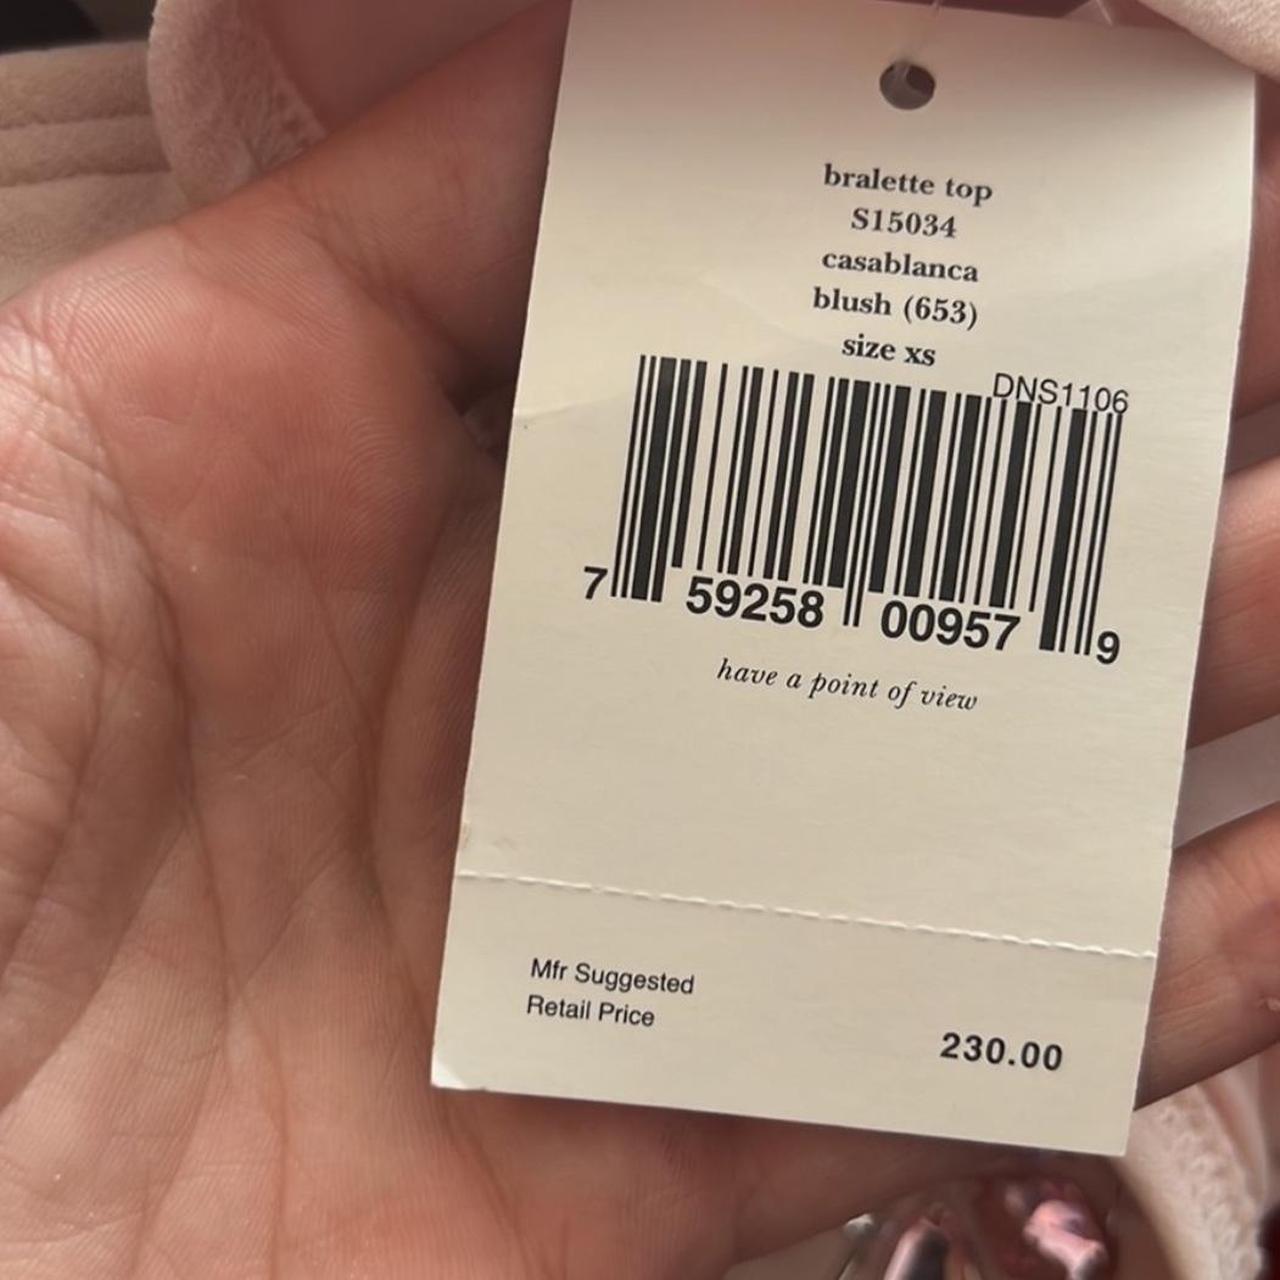 bralette top
S15034
casablanca
blush (653)
size xs
DNS1106
7 59258 00957 9
have a point of view
Mfr Suggested
Retail Price
230.00